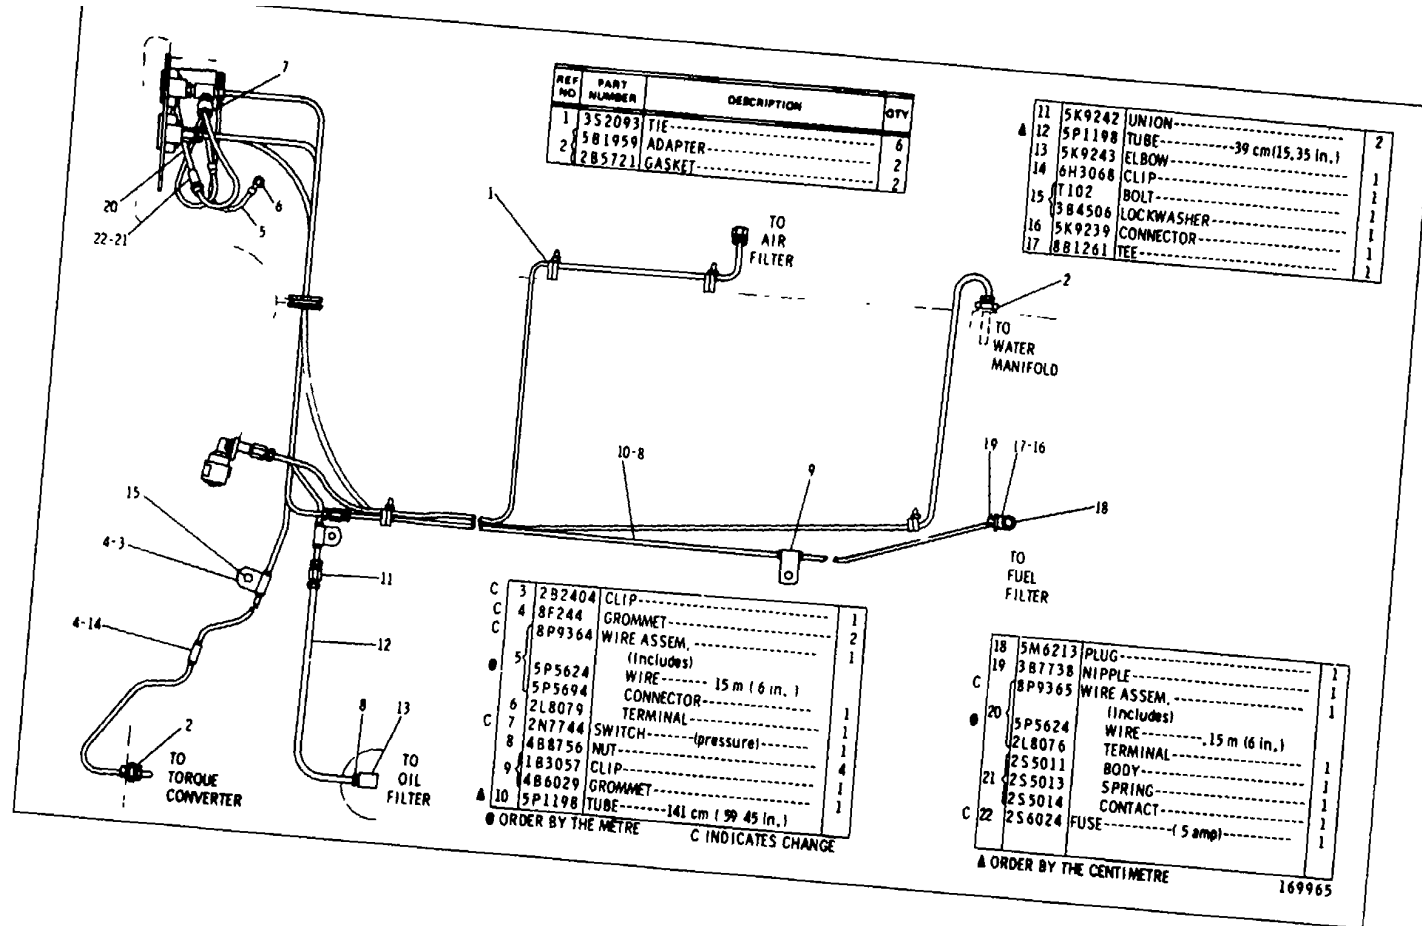 REF NO PART NUMBER DESCRIPTION QTY
1 3S2093 TIE 6
2 5B1959 ADAPTER 2
2B5721 GASKET 2
11 5K9242 UNION 2
▲ 12 5P1198 TUBE 39 cm (15,35 in.)
13 5K9243 ELBOW 1
14 6H3068 CLIP 1
15 T102 BOLT 1
3B4506 LOCKWASHER 1
16 5K9239 CONNECTOR 1
17 8B1261 TEE 1
7
20
22-21
5
6
1
TO
AIR
FILTER
2
TO
WATER
MANIFOLD
10-8
9
19
17-16
18
TO
FUEL
FILTER
15
4-3
4-14
11
12
2
TO
TORQUE
CONVERTER
8
13
TO
OIL
FILTER
C 3 2B2404 CLIP 1
C 4 8F244 GROMMET 2
C 8P9364 WIRE ASSEM. 1
5 (Includes)
● 5P5624 WIRE 15 m (6 in.)
5P5694 CONNECTOR 1
6 2L8079 TERMINAL 1
C 7 2N7744 SWITCH (pressure) 1
8 4B8756 NUT 4
9 1B3057 CLIP 1
4B6029 GROMMET 1
▲ 10 5P1198 TUBE 141 cm (59 45 in.)
● ORDER BY THE METRE C INDICATES CHANGE
18 5M6213 PLUG 1
19 3B7738 NIPPLE 1
C 8P9365 WIRE ASSEM. 1
20 (Includes)
● 5P5624 WIRE .15 m (6 in.)
2L8076 TERMINAL 1
2S5011 BODY 1
21 2S5013 SPRING 1
2S5014 CONTACT 1
C 22 2S6024 FUSE (5 amp) 1
▲ ORDER BY THE CENTIMETRE 169965